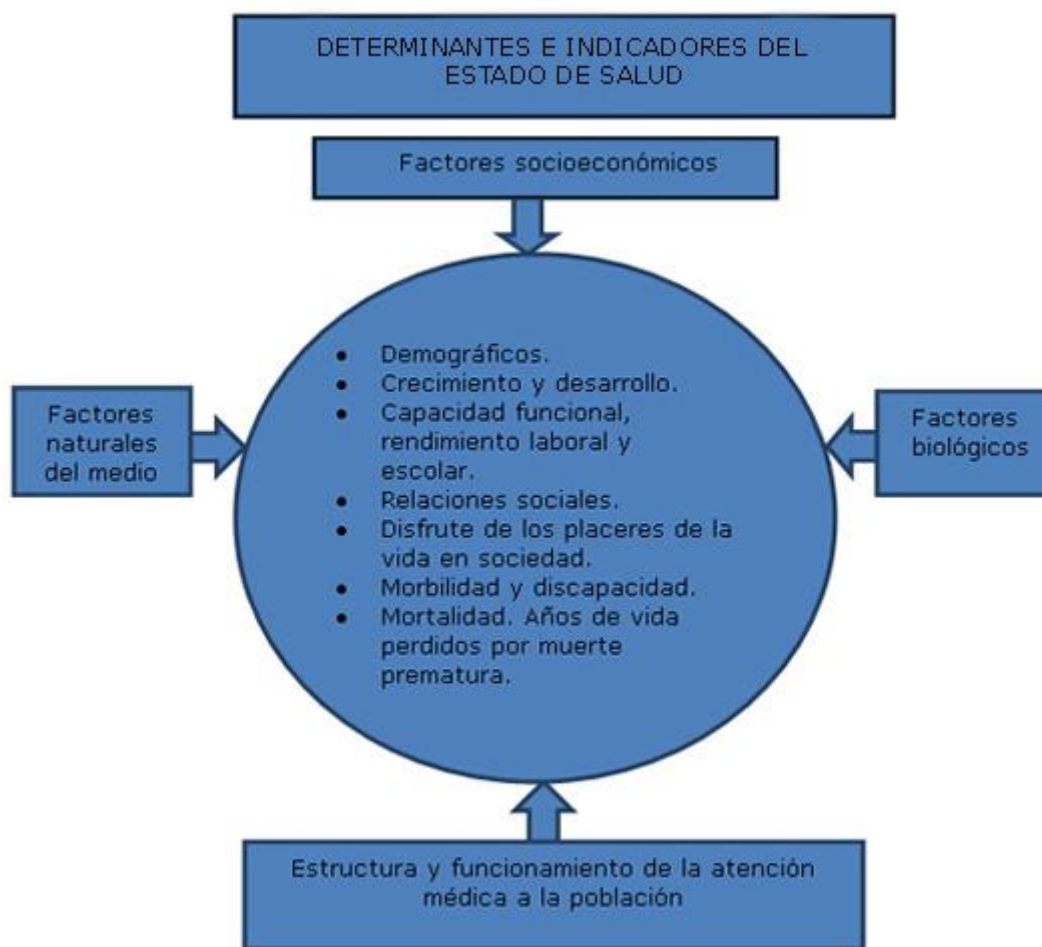 DETERMINANTES E INDICADORES DEL
ESTADO DE SALUD
Factores socioeconómicos
Factores
naturales
del medio
• Demográficos.
• Crecimiento y desarrollo.
• Capacidad funcional,
rendimiento laboral y
escolar.
• Relaciones sociales.
• Disfrute de los placeres de la
vida en sociedad.
• Morbilidad y discapacidad.
• Mortalidad. Años de vida
perdidos por muerte
prematura.
Factores
biológicos
Estructura y funcionamiento de la atención
médica a la población